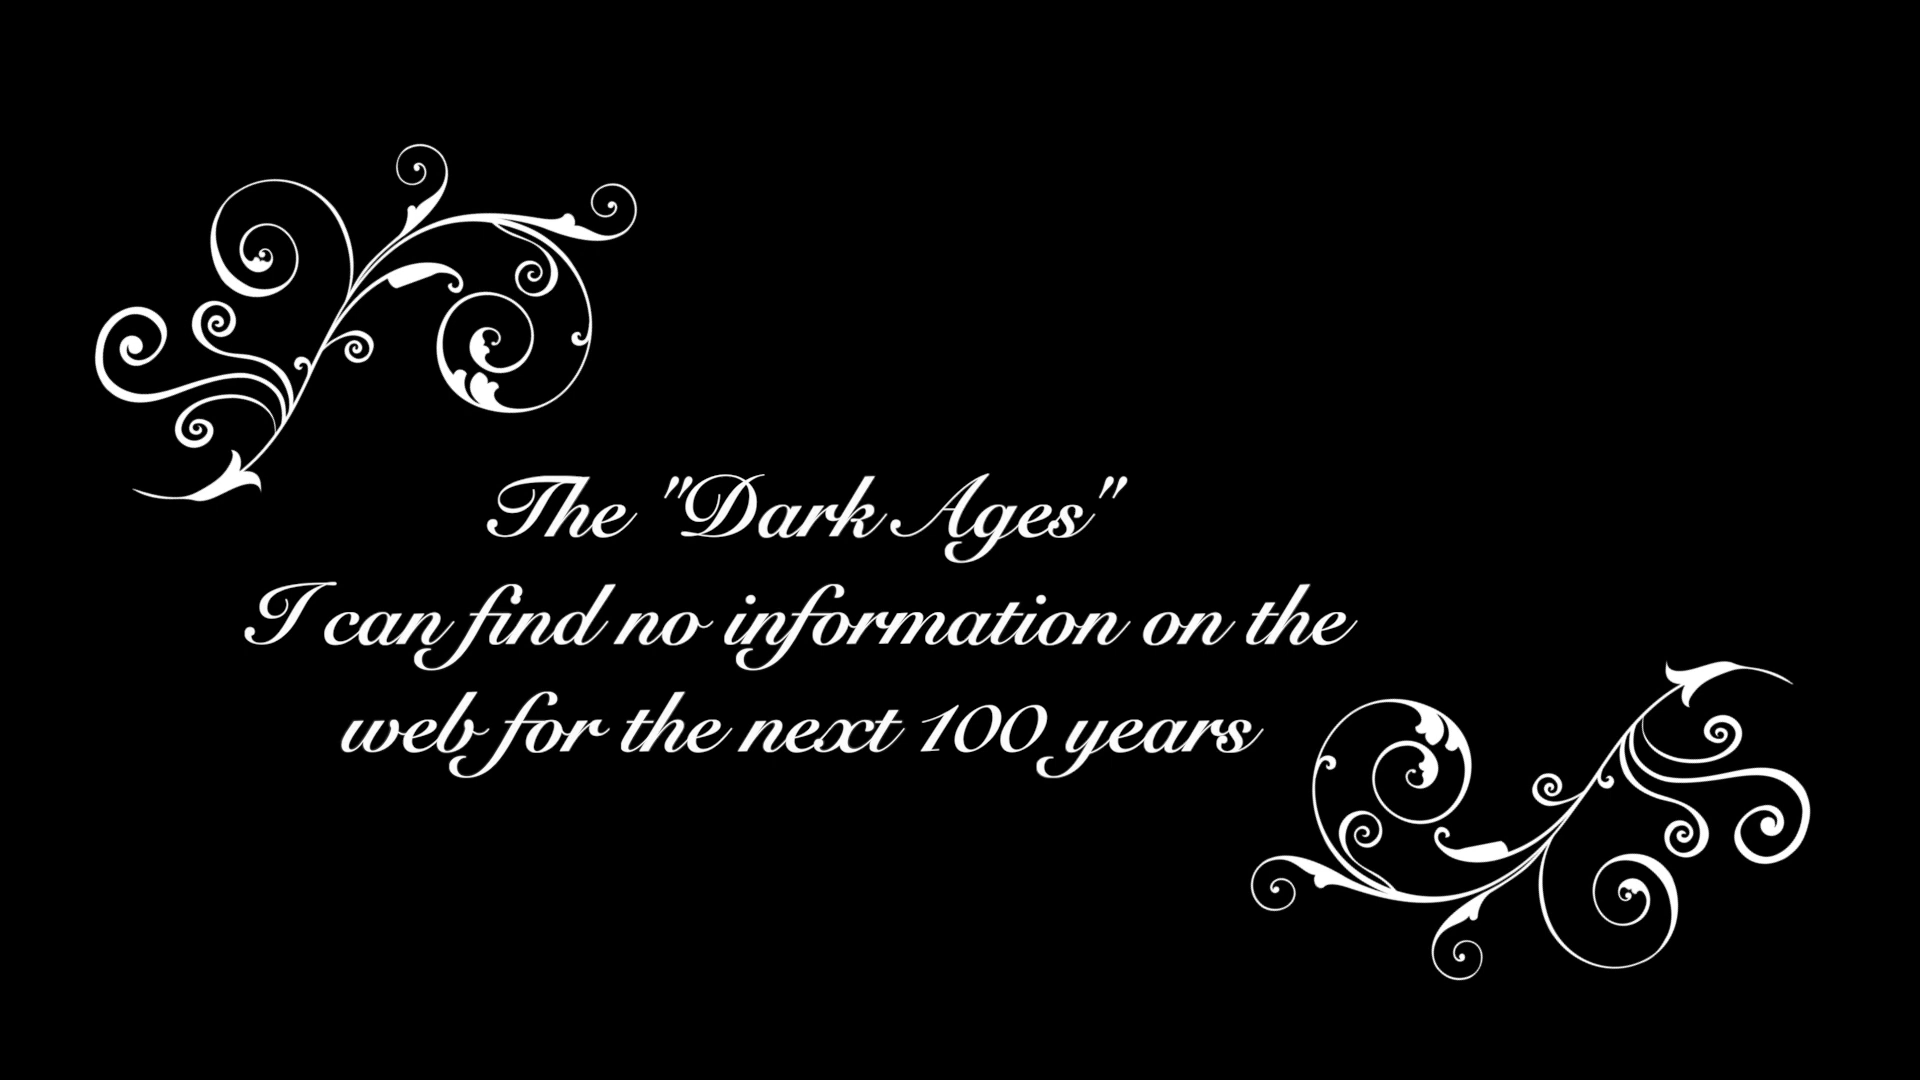 The "Dark Ages"
I can find no information on the
web for the next 100 years